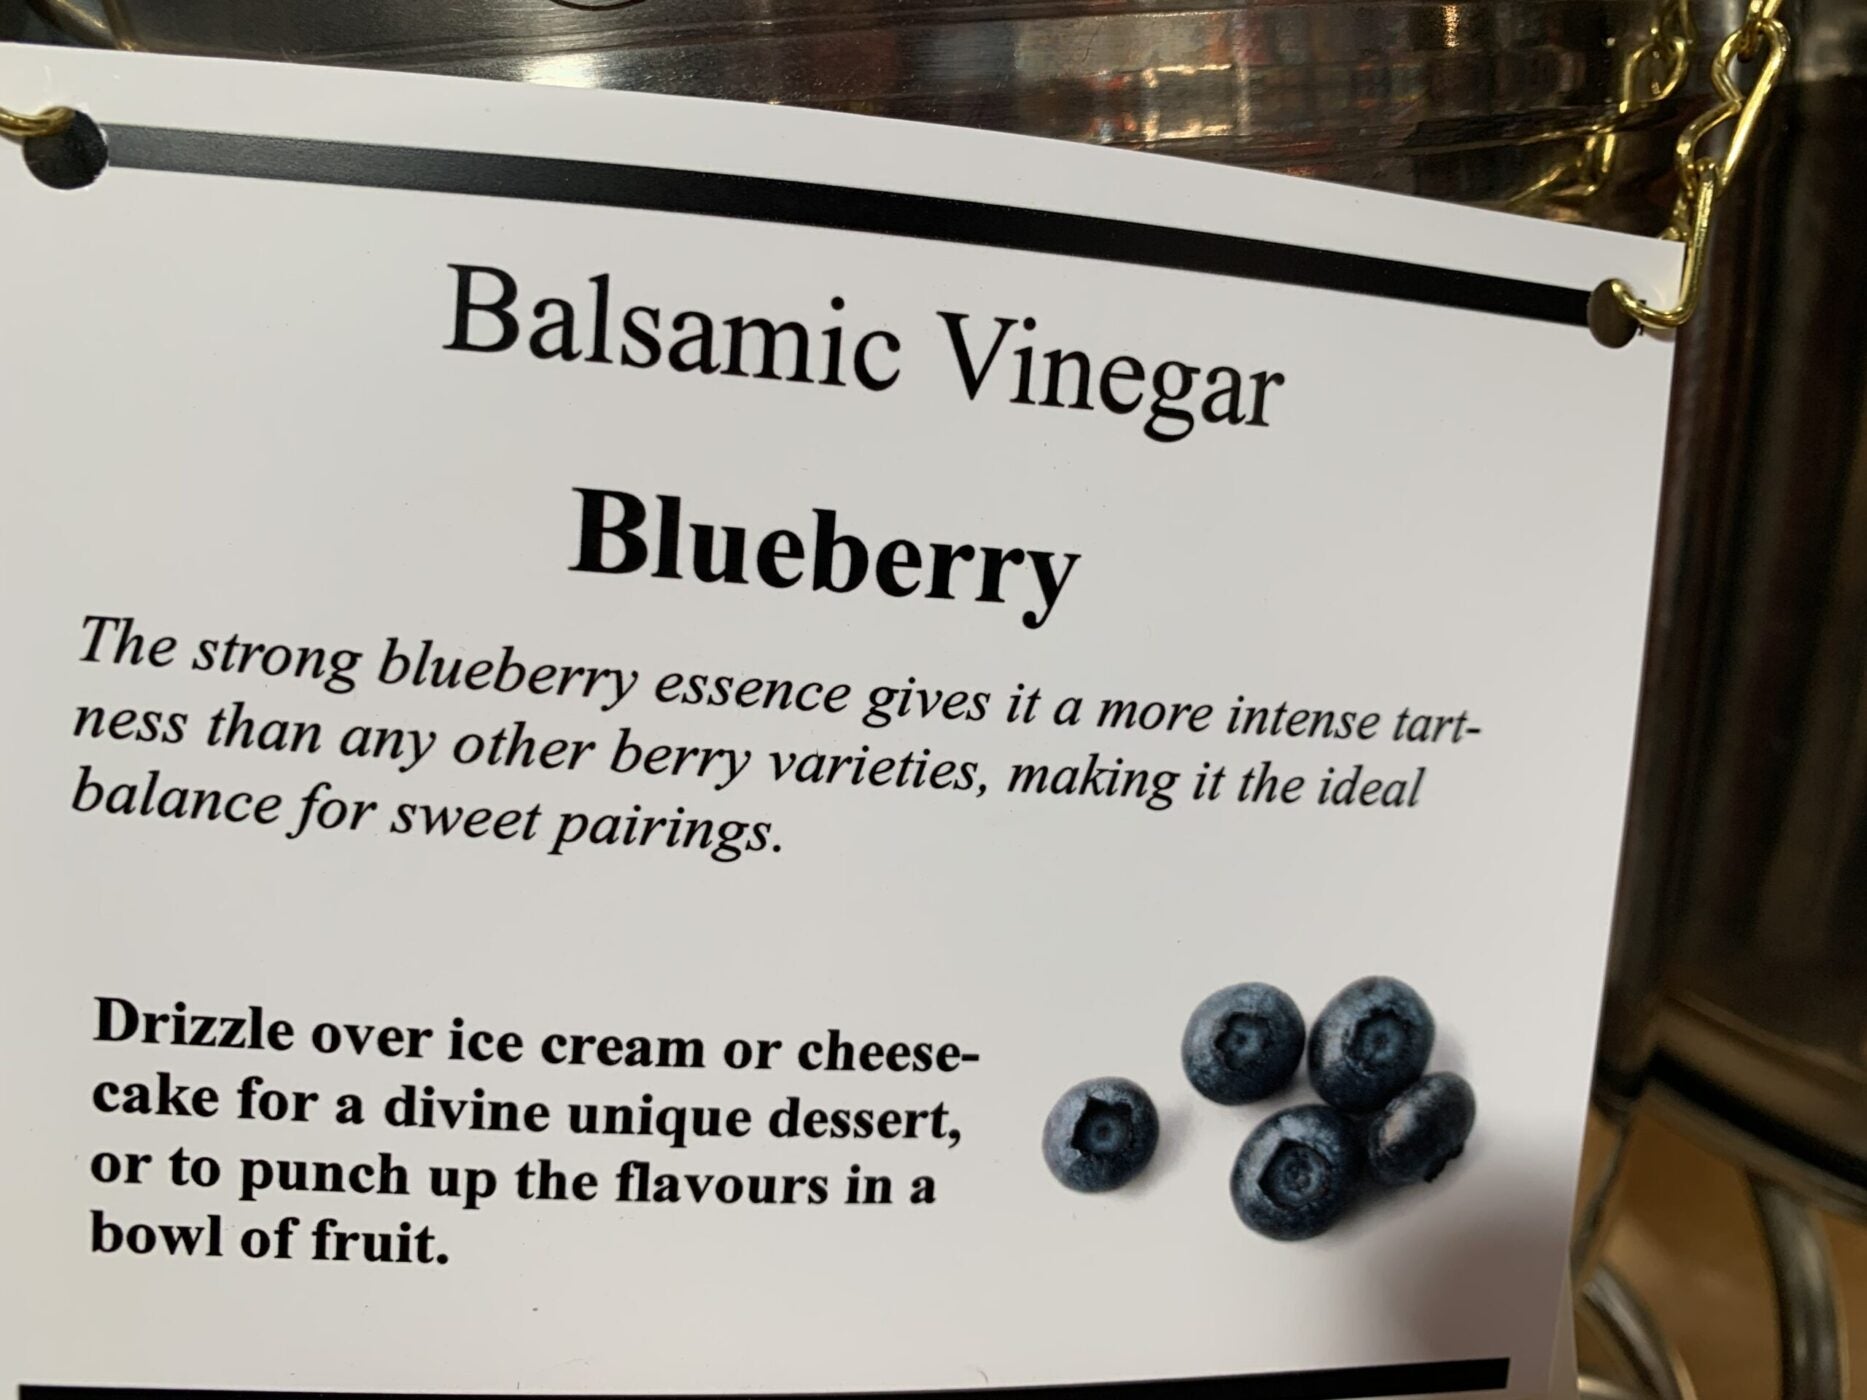 Balsamic Vinegar
Blueberry
The strong blueberry essence gives it a more intense tart-
ness than any other berry varieties, making it the ideal
balance for sweet pairings.
Drizzle over ice cream or cheese-
cake for a divine unique dessert,
or to punch up the flavours in a
bowl of fruit.